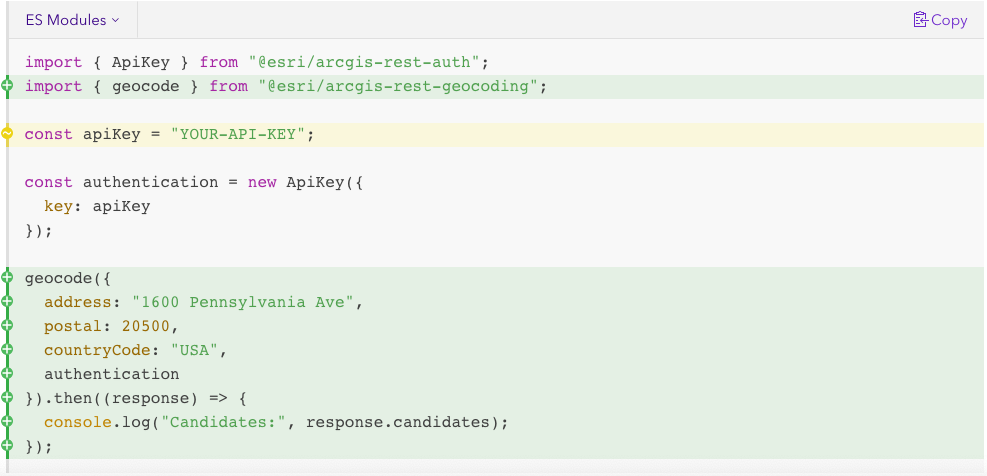 ES Modules
Copy
import { ApiKey } from "@esri/arcgis-rest-auth";
import { geocode } from "@esri/arcgis-rest-geocoding";
const apiKey = "YOUR-API-KEY";
const authentication = new ApiKey({
  key: apiKey
});
geocode({
  address: "1600 Pennsylvania Ave",
  postal: 20500,
  countryCode: "USA",
  authentication
}).then((response) => {
  console.log("Candidates:", response.candidates);
});